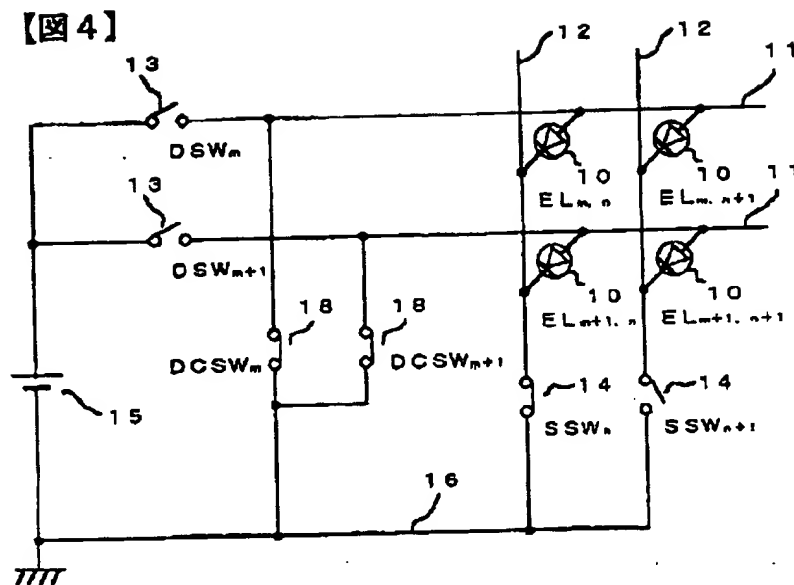 【図4】
12 12
13
11
DSWm
10 10
13
ELm, n ELm, n+1
11
DSWm+1
18 18
10 10
ELm+1, n ELm+1, n+1
DCSWm DCSWm+1
14 14
15
SSWn SSWn+1
16